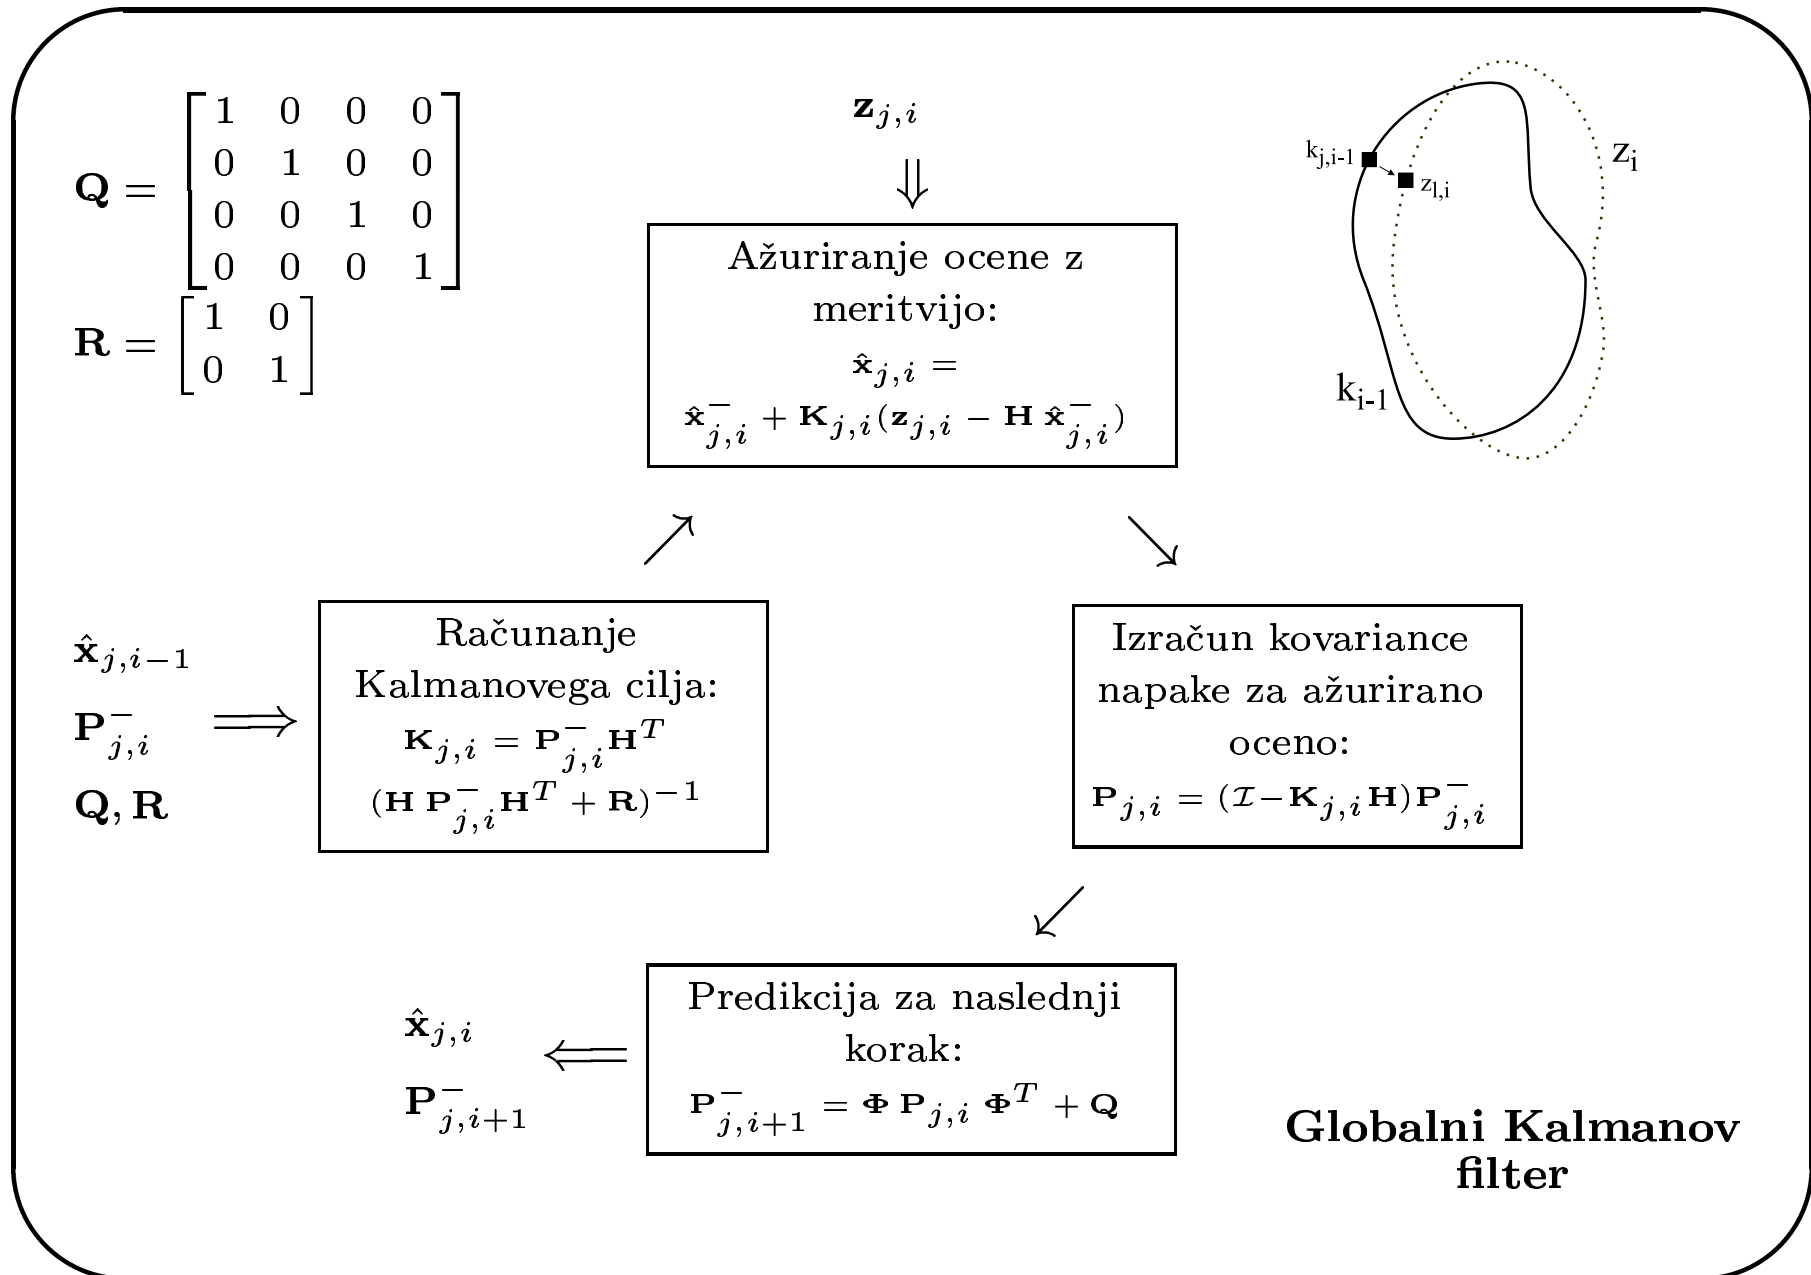 Q = [ 1 0 0 0
0 1 0 0
0 0 1 0
0 0 0 1 ]
R = [ 1 0
0 1 ]
z_{j,i}
⇓
Ažuriranje ocene z
meritvijo:
x̂_{j,i} =
x̂⁻_{j,i} + K_{j,i}(z_{j,i} − H x̂⁻_{j,i})
k_{j,i-1}
z_{l,i}
z_i
k_{i-1}
x̂_{j,i−1}
P⁻_{j,i} ⟹
Q, R
Računanje
Kalmanovega cilja:
K_{j,i} = P⁻_{j,i}H^T
(H P⁻_{j,i}H^T + R)^{−1}
Izračun kovariance
napake za ažurirano
oceno:
P_{j,i} = (ℐ−K_{j,i}H)P⁻_{j,i}
Predikcija za naslednji
korak:
P⁻_{j,i+1} = Φ P_{j,i} Φ^T + Q
x̂_{j,i} ⟸
P⁻_{j,i+1}
Globalni Kalmanov
filter